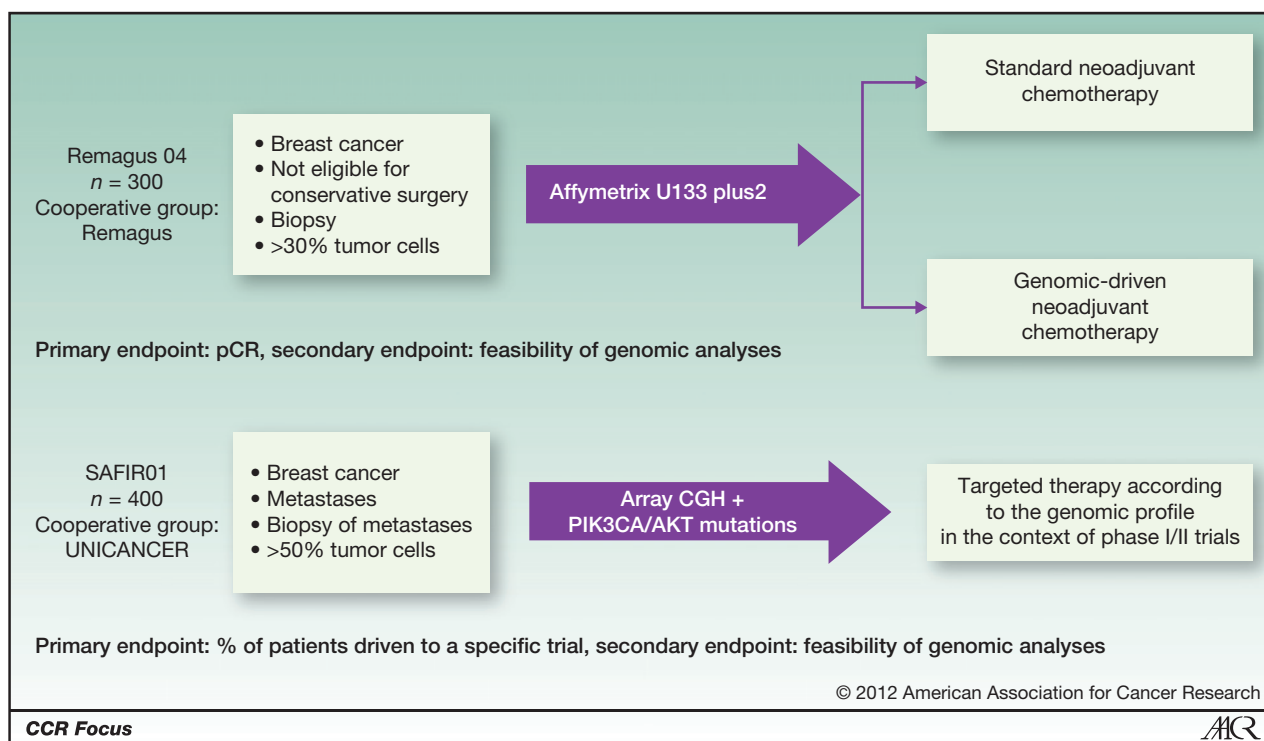 Remagus 04
n = 300
Cooperative group:
Remagus
• Breast cancer
• Not eligible for
conservative surgery
• Biopsy
• >30% tumor cells
Affymetrix U133 plus2
Standard neoadjuvant
chemotherapy
Genomic-driven
neoadjuvant
chemotherapy
Primary endpoint: pCR, secondary endpoint: feasibility of genomic analyses
SAFIR01
n = 400
Cooperative group:
UNICANCER
• Breast cancer
• Metastases
• Biopsy of metastases
• >50% tumor cells
Array CGH +
PIK3CA/AKT mutations
Targeted therapy according
to the genomic profile
in the context of phase I/II trials
Primary endpoint: % of patients driven to a specific trial, secondary endpoint: feasibility of genomic analyses
© 2012 American Association for Cancer Research
CCR Focus
AACR